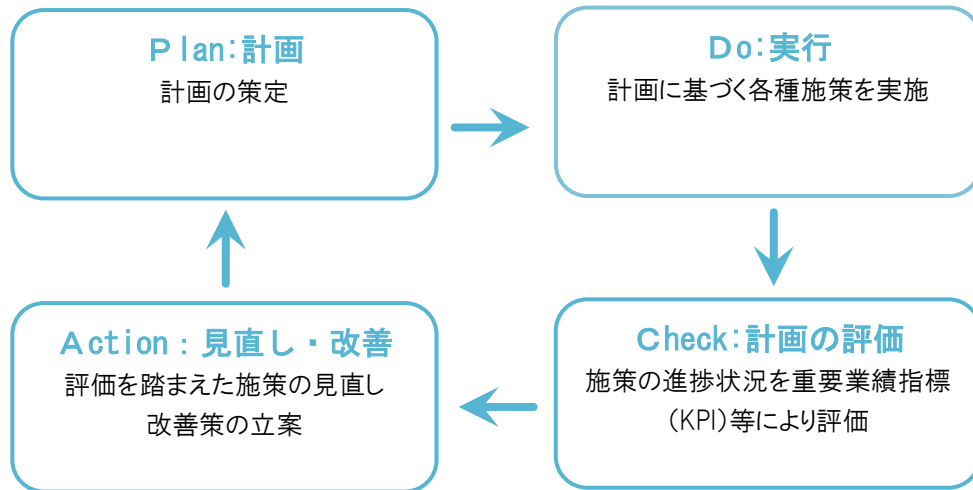 Ｐlan：計画
計画の策定
Ｄo：実行
計画に基づく各種施策を実施
Ｃheck：計画の評価
施策の進捗状況を重要業績指標
（KPI）等により評価
Ａction：見直し・改善
評価を踏まえた施策の見直し
改善策の立案